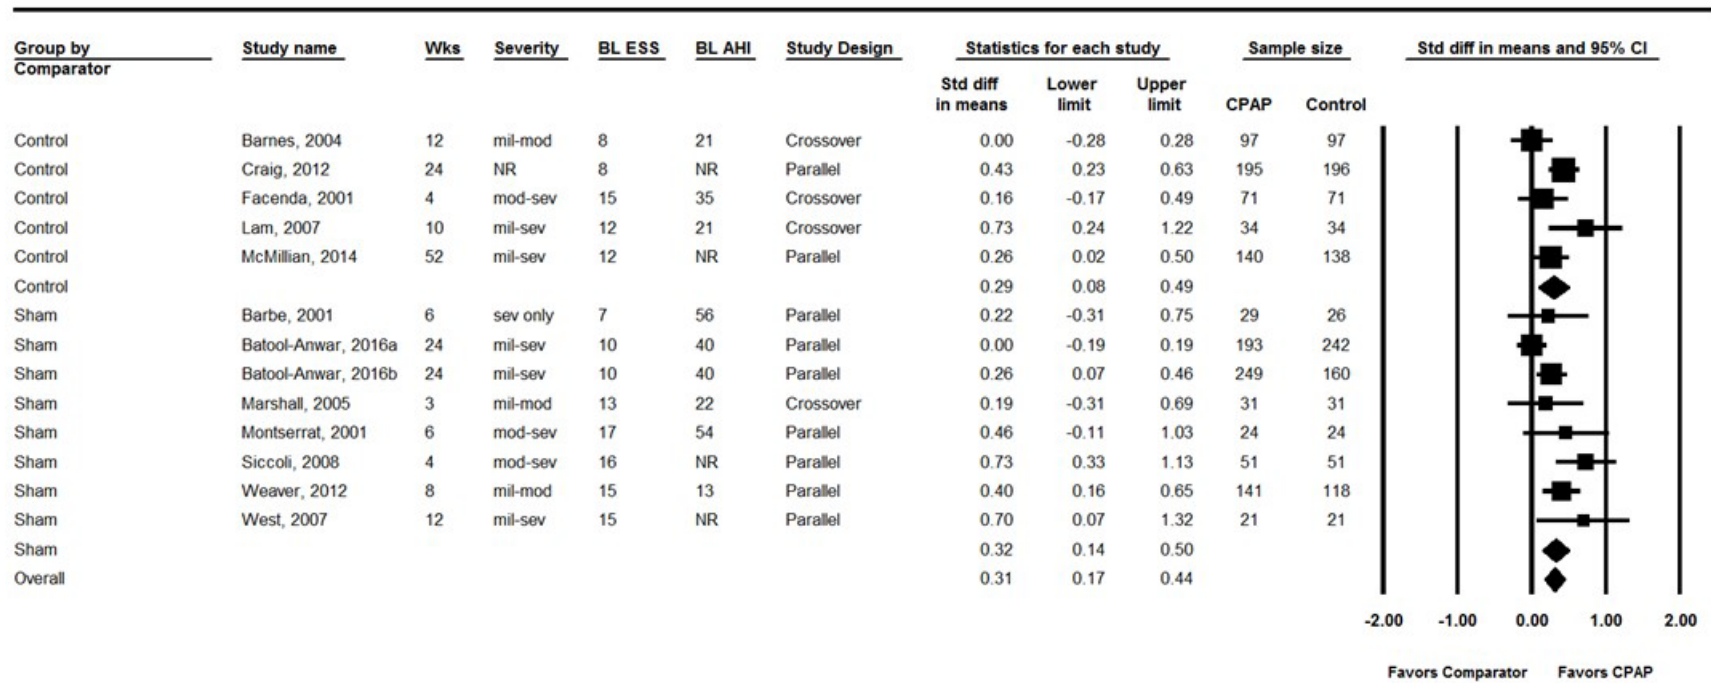 Group by Study name Wks Severity BL ESS BL AHI Study Design Statistics for each study Sample size Std diff in means and 95% CI
Comparator
Std diff Lower Upper
in means limit limit CPAP Control
Control Barnes, 2004 12 mil-mod 8 21 Crossover 0.00 -0.28 0.28 97 97
Control Craig, 2012 24 NR 8 NR Parallel 0.43 0.23 0.63 195 196
Control Facenda, 2001 4 mod-sev 15 35 Crossover 0.16 -0.17 0.49 71 71
Control Lam, 2007 10 mil-sev 12 21 Crossover 0.73 0.24 1.22 34 34
Control McMillian, 2014 52 mil-sev 12 NR Parallel 0.26 0.02 0.50 140 138
Control 0.29 0.08 0.49
Sham Barbe, 2001 6 sev only 7 56 Parallel 0.22 -0.31 0.75 29 26
Sham Batool-Anwar, 2016a 24 mil-sev 10 40 Parallel 0.00 -0.19 0.19 193 242
Sham Batool-Anwar, 2016b 24 mil-sev 10 40 Parallel 0.26 0.07 0.46 249 160
Sham Marshall, 2005 3 mil-mod 13 22 Crossover 0.19 -0.31 0.69 31 31
Sham Montserrat, 2001 6 mod-sev 17 54 Parallel 0.46 -0.11 1.03 24 24
Sham Siccoli, 2008 4 mod-sev 16 NR Parallel 0.73 0.33 1.13 51 51
Sham Weaver, 2012 8 mil-mod 15 13 Parallel 0.40 0.16 0.65 141 118
Sham West, 2007 12 mil-sev 15 NR Parallel 0.70 0.07 1.32 21 21
Sham 0.32 0.14 0.50
Overall 0.31 0.17 0.44
-2.00 -1.00 0.00 1.00 2.00
Favors Comparator Favors CPAP